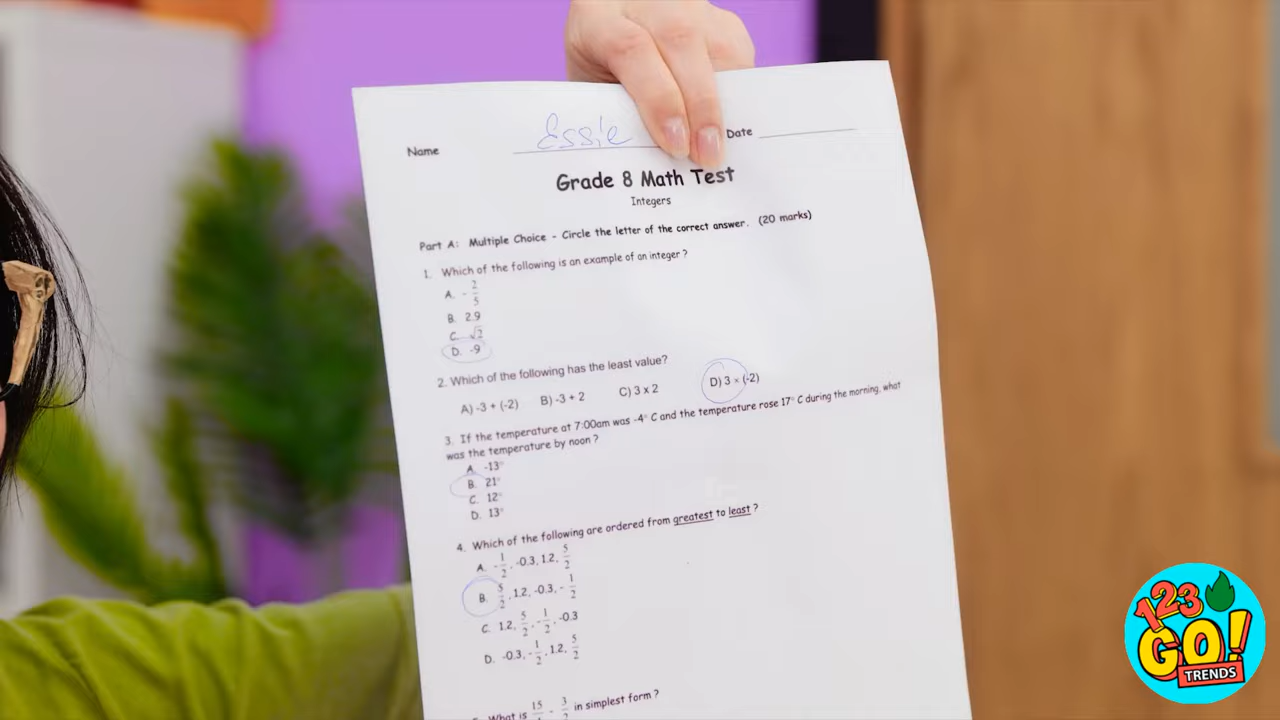 Name Essie Date
Grade 8 Math Test
Integers
Part A: Multiple Choice - Circle the letter of the correct answer. (20 marks)
1. Which of the following is an example of an integer ?
A. - 2/5
B. 2.9
C. √2
D. -9
2. Which of the following has the least value?
A) -3 + (-2) B) -3 + 2 C) 3 x 2 D) 3 × (-2)
3. If the temperature at 7:00am was -4° C and the temperature rose 17° C during the morning, what
was the temperature by noon ?
A. -13°
B. 21°
C. 12°
D. 13°
4. Which of the following are ordered from greatest to least ?
A. - 1/2, -0.3, 1.2, 5/2
B. 5/2, 1.2, -0.3, - 1/2
C. 1.2, 5/2, - 1/2, -0.3
D. -0.3, - 1/2, 1.2, 5/2
What is 15 - 3 in simplest form ?
123
GO!
TRENDS